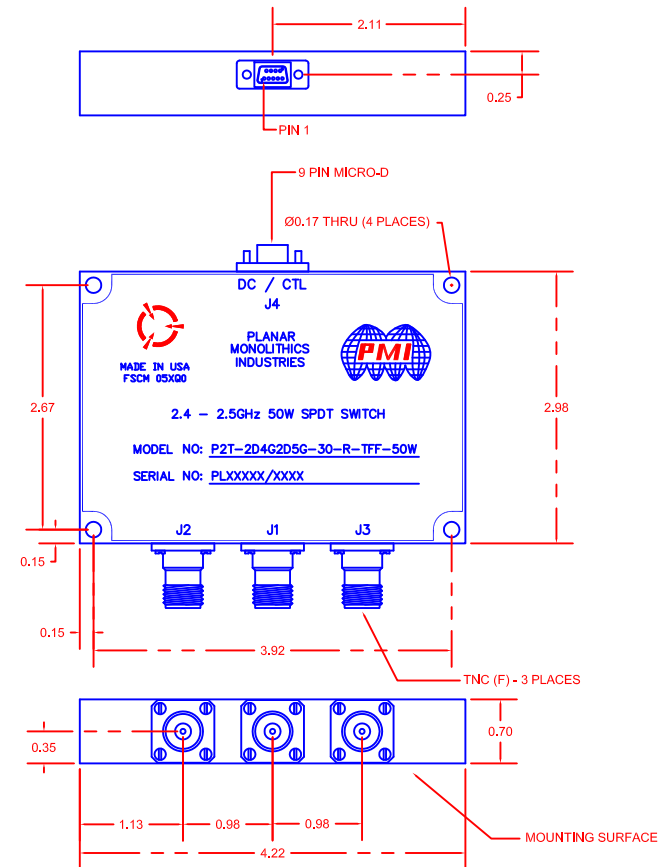 2.11
0.25
PIN 1
9 PIN MICRO-D
Ø0.17 THRU (4 PLACES)
DC / CTL
J4
MADE IN USA
FSCM 05XQ0
PLANAR
MONOLITHICS
INDUSTRIES
PMI
2.67
2.98
2.4 - 2.5GHz 50W SPDT SWITCH
MODEL NO: P2T-2D4G2D5G-30-R-TFF-50W
SERIAL NO: PLXXXXX/XXXX
J2 J1 J3
0.15
0.15
3.92
TNC (F) - 3 PLACES
0.35
0.70
1.13
0.98
0.98
MOUNTING SURFACE
4.22